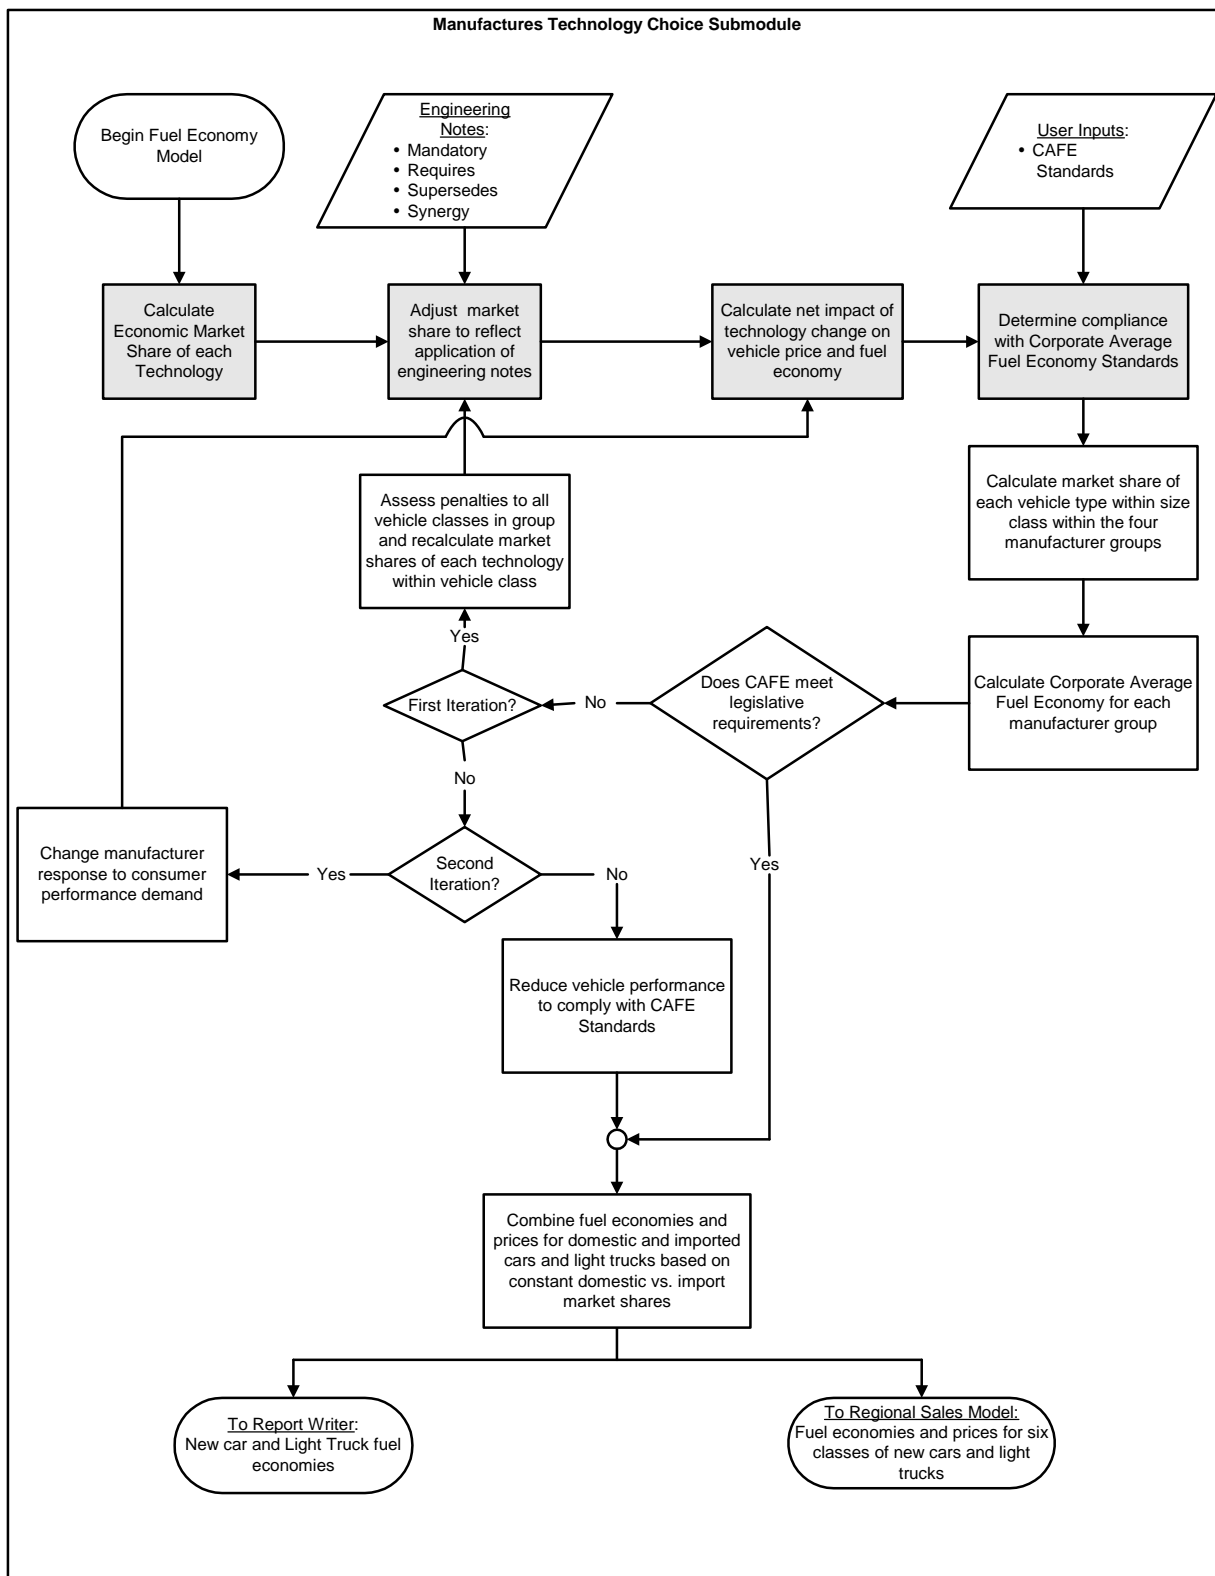 Manufactures Technology Choice Submodule
Begin Fuel Economy
Model
Engineering
Notes:
• Mandatory
• Requires
• Supersedes
• Synergy
User Inputs:
• CAFE
Standards
Calculate
Economic Market
Share of each
Technology
Adjust market
share to reflect
application of
engineering notes
Calculate net impact of
technology change on
vehicle price and fuel
economy
Determine compliance
with Corporate Average
Fuel Economy Standards
Assess penalties to all
vehicle classes in group
and recalculate market
shares of each technology
within vehicle class
Calculate market share of
each vehicle type within size
class within the four
manufacturer groups
Yes
First Iteration?
No
Does CAFE meet
legislative
requirements?
Calculate Corporate Average
Fuel Economy for each
manufacturer group
No
Change manufacturer
response to consumer
performance demand
Yes
Second
Iteration?
No
Yes
Reduce vehicle performance
to comply with CAFE
Standards
Combine fuel economies and
prices for domestic and imported
cars and light trucks based on
constant domestic vs. import
market shares
To Report Writer:
New car and Light Truck fuel
economies
To Regional Sales Model:
Fuel economies and prices for six
classes of new cars and light
trucks